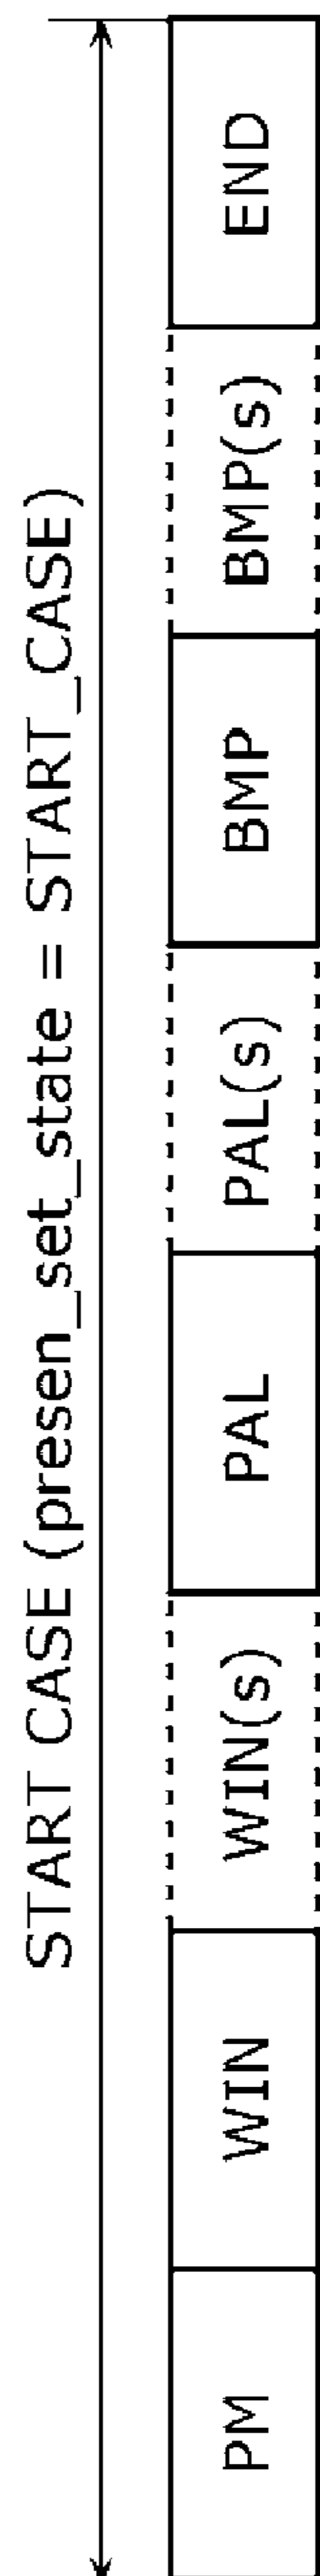 START CASE (presen_set_state = START_CASE)
PM
WIN
WIN(s)
PAL
PAL(s)
BMP
BMP(s)
END